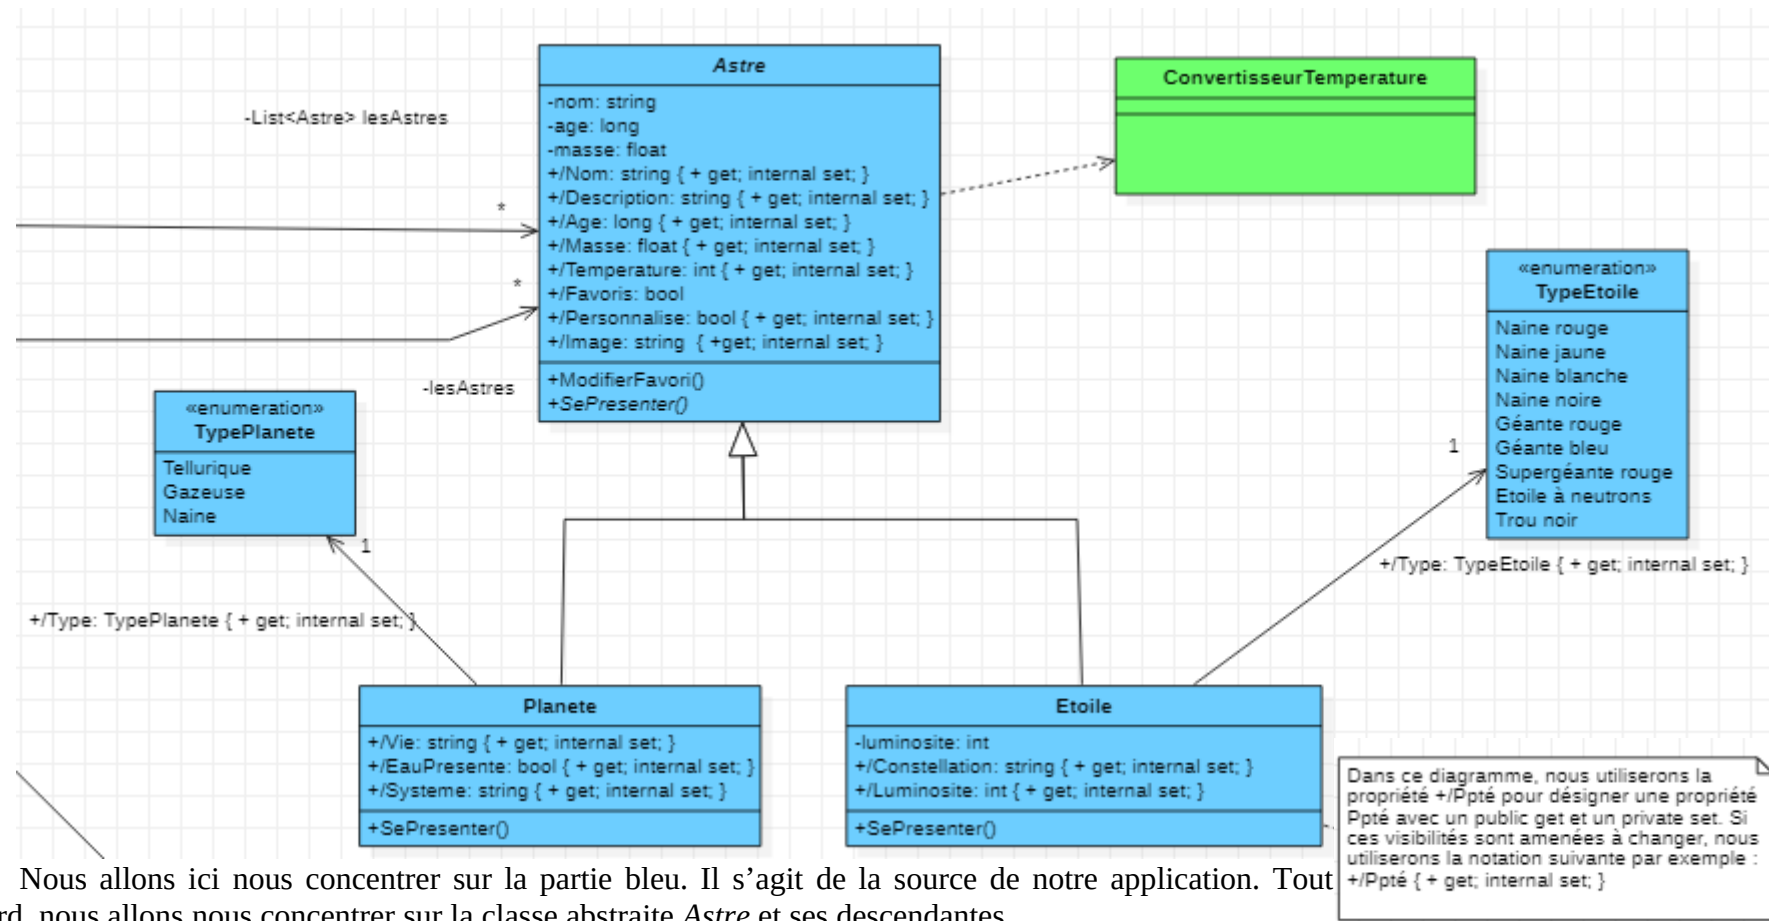 Astre
-nom: string
-age: long
-masse: float
+/Nom: string { + get; internal set; }
+/Description: string { + get; internal set; }
+/Age: long { + get; internal set; }
+/Masse: float { + get; internal set; }
+/Temperature: int { + get; internal set; }
+/Favoris: bool
+/Personnalise: bool { + get; internal set; }
+/Image: string { +get; internal set; }
+ModifierFavori()
+SePresenter()
-List<Astre> lesAstres
*
*
-lesAstres
ConvertisseurTemperature
«enumeration»
TypeEtoile
Naine rouge
Naine jaune
Naine blanche
Naine noire
Géante rouge
Géante bleu
Supergéante rouge
Etoile à neutrons
Trou noir
1
+/Type: TypeEtoile { + get; internal set; }
«enumeration»
TypePlanete
Tellurique
Gazeuse
Naine
1
+/Type: TypePlanete { + get; internal set; }
Planete
+/Vie: string { + get; internal set; }
+/EauPresente: bool { + get; internal set; }
+/Systeme: string { + get; internal set; }
+SePresenter()
Etoile
-luminosite: int
+/Constellation: string { + get; internal set; }
+/Luminosite: int { + get; internal set; }
+SePresenter()
Dans ce diagramme, nous utiliserons la
propriété +/Ppté pour désigner une propriété
Ppté avec un public get et un private set. Si
ces visibilités sont amenées à changer, nous
utiliserons la notation suivante par exemple :
+/Ppté { + get; internal set; }
Nous allons ici nous concentrer sur la partie bleu. Il s’agit de la source de notre application. Tout
nous allons nous concentrer sur la classe abstraite Astre et ses descendantes